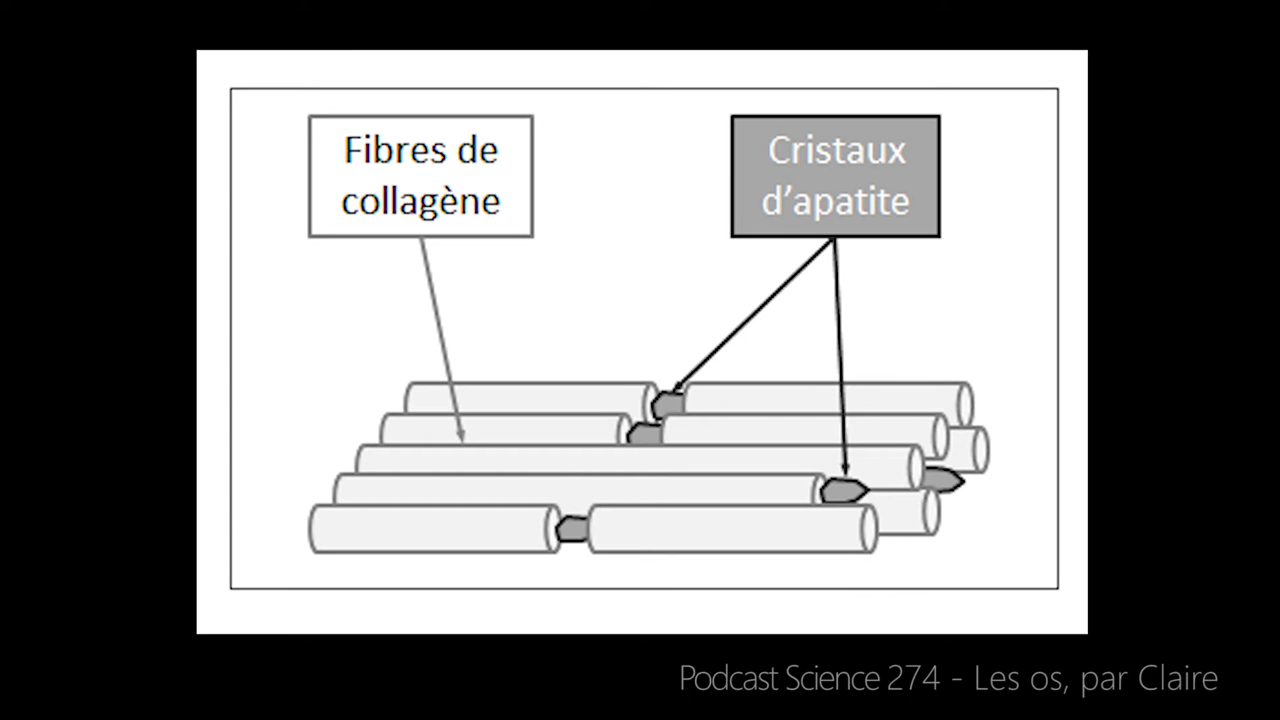 Fibres de
collagène
Cristaux
d’apatite
Podcast Science 274 - Les os, par Claire